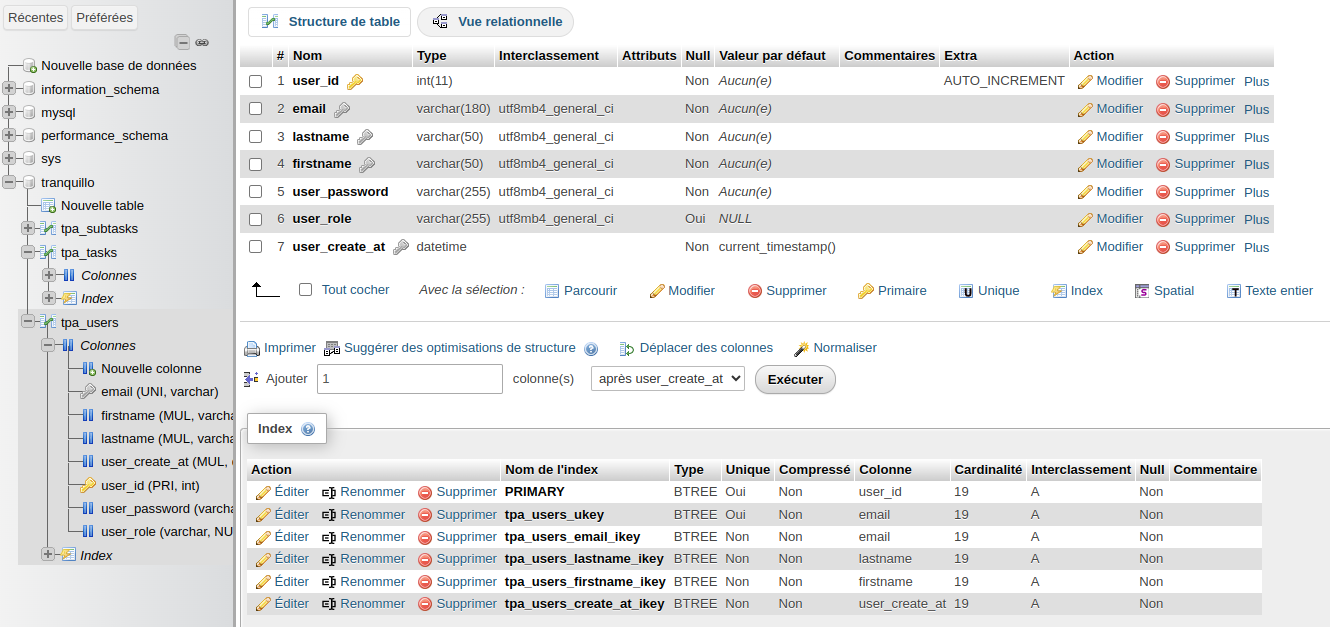 Récentes Préférées
Nouvelle base de données
information_schema
mysql
performance_schema
sys
tranquillo
Nouvelle table
tpa_subtasks
tpa_tasks
Colonnes
Index
tpa_users
Colonnes
Nouvelle colonne
email (UNI, varchar)
firstname (MUL, varcha
lastname (MUL, varcha
user_create_at (MUL,
user_id (PRI, int)
user_password (varcha
user_role (varchar, NU
Index
Structure de table Vue relationnelle
# Nom Type Interclassement Attributs Null Valeur par défaut Commentaires Extra Action
1 user_id int(11) Non Aucun(e) AUTO_INCREMENT Modifier Supprimer Plus
2 email varchar(180) utf8mb4_general_ci Non Aucun(e) Modifier Supprimer Plus
3 lastname varchar(50) utf8mb4_general_ci Non Aucun(e) Modifier Supprimer Plus
4 firstname varchar(50) utf8mb4_general_ci Non Aucun(e) Modifier Supprimer Plus
5 user_password varchar(255) utf8mb4_general_ci Non Aucun(e) Modifier Supprimer Plus
6 user_role varchar(255) utf8mb4_general_ci Oui NULL Modifier Supprimer Plus
7 user_create_at datetime Non current_timestamp() Modifier Supprimer Plus
Tout cocher Avec la sélection : Parcourir Modifier Supprimer Primaire Unique Index Spatial Texte entier
Imprimer Suggérer des optimisations de structure Déplacer des colonnes Normaliser
Ajouter 1 colonne(s) après user_create_at Exécuter
Index
Action Nom de l'index Type Unique Compressé Colonne Cardinalité Interclassement Null Commentaire
Éditer Renommer Supprimer PRIMARY BTREE Oui Non user_id 19 A Non
Éditer Renommer Supprimer tpa_users_ukey BTREE Oui Non email 19 A Non
Éditer Renommer Supprimer tpa_users_email_ikey BTREE Non Non email 19 A Non
Éditer Renommer Supprimer tpa_users_lastname_ikey BTREE Non Non lastname 19 A Non
Éditer Renommer Supprimer tpa_users_firstname_ikey BTREE Non Non firstname 19 A Non
Éditer Renommer Supprimer tpa_users_create_at_ikey BTREE Non Non user_create_at 19 A Non